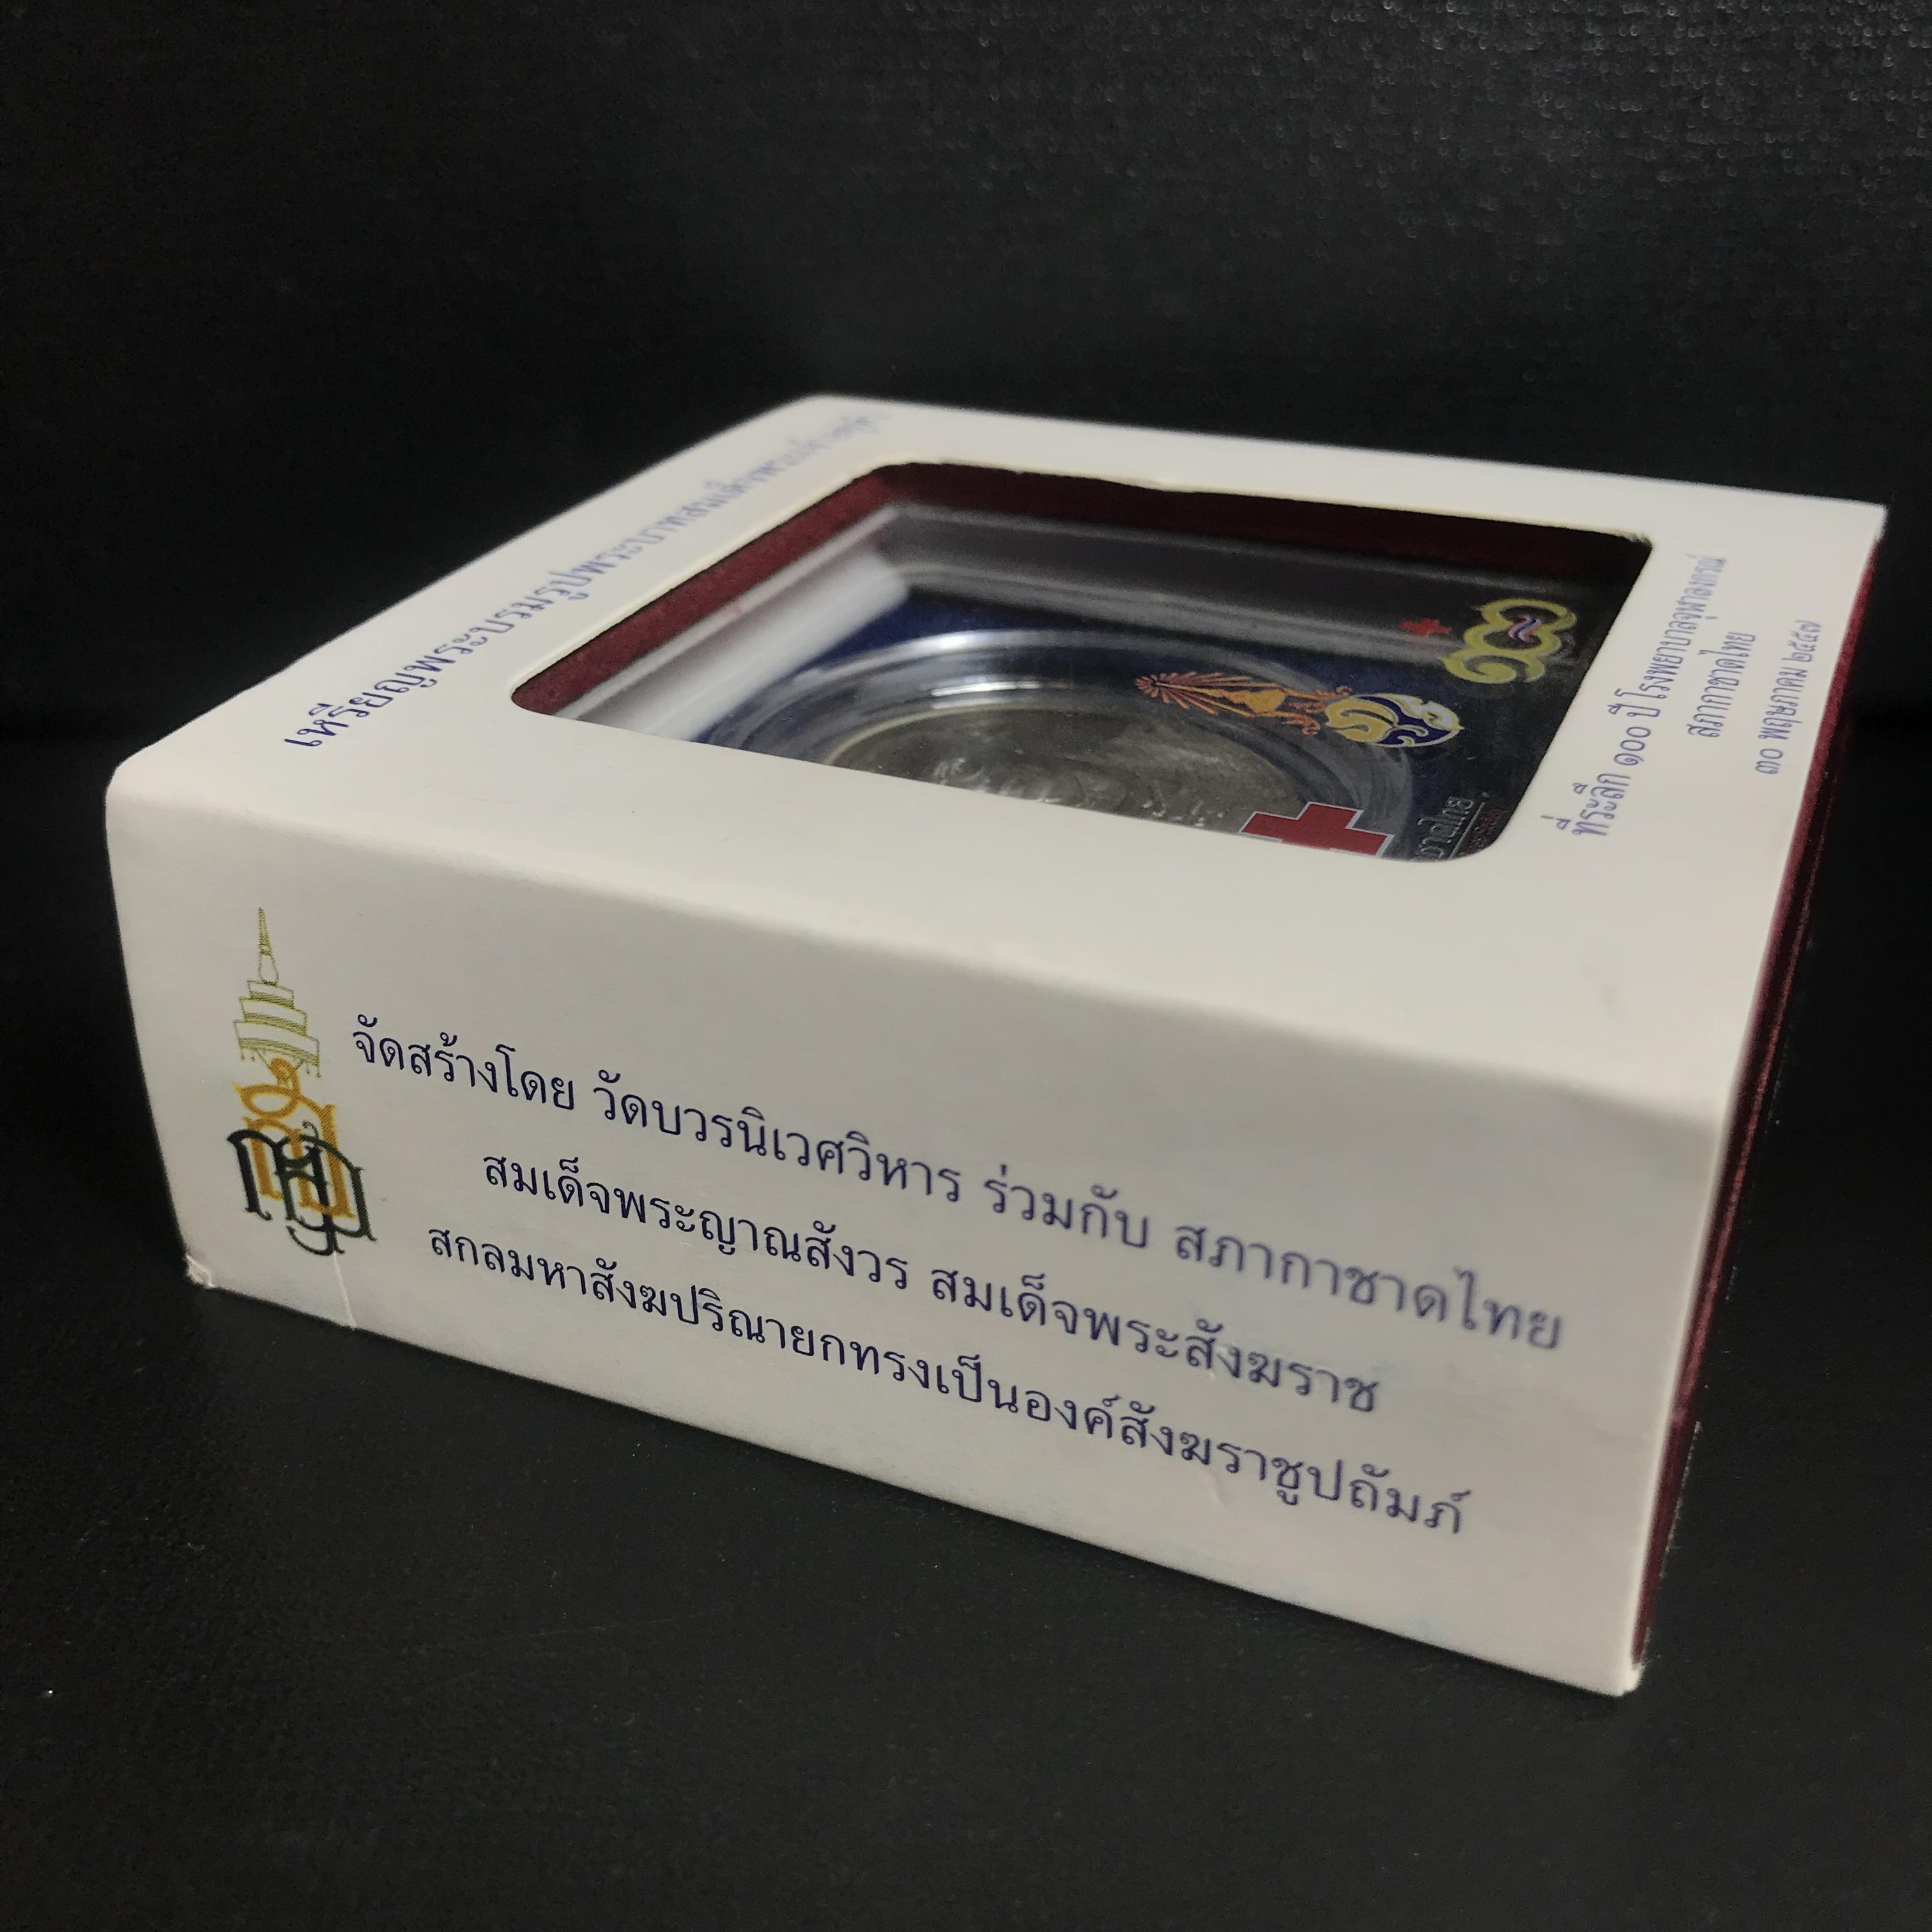 เหรียญพระบรมรูปพระบาทสมเด็จพระเจ้าอยู่หัว
ที่ระลึก ๑๐๐ ปี โรงพยาบาลจุฬาลงกรณ์
สภากาชาดไทย
๓๐ พฤษภาคม ๒๕๕๗
จัดสร้างโดย วัดบวรนิเวศวิหาร ร่วมกับ สภากาชาดไทย
สมเด็จพระญาณสังวร สมเด็จพระสังฆราช
สกลมหาสังฆปริณายกทรงเป็นองค์สังฆราชูปถัมภ์